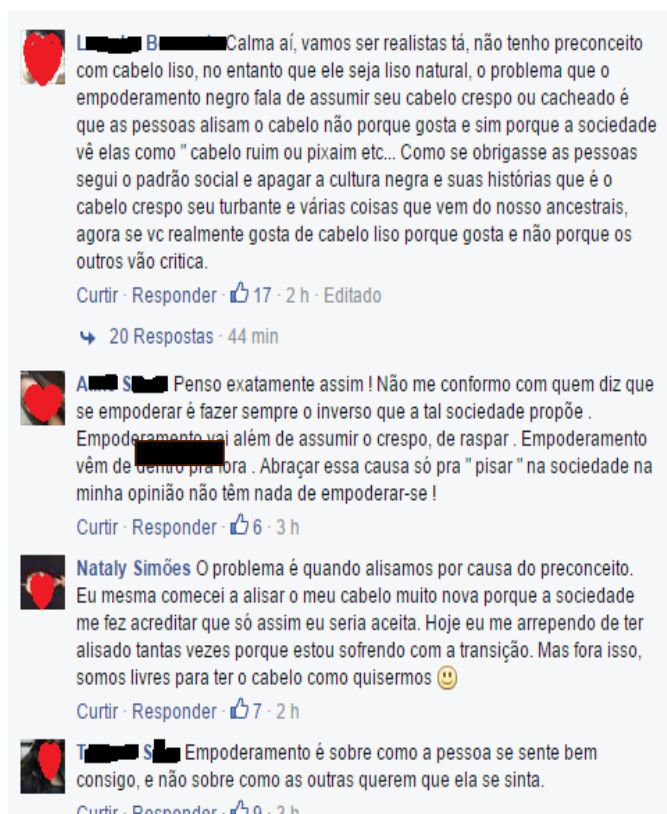 L B Calma aí, vamos ser realistas tá, não tenho preconceito
com cabelo liso, no entanto que ele seja liso natural, o problema que o
empoderamento negro fala de assumir seu cabelo crespo ou cacheado é
que as pessoas alisam o cabelo não porque gosta e sim porque a sociedade
vê elas como " cabelo ruim ou pixaim etc... Como se obrigasse as pessoas
segui o padrão social e apagar a cultura negra e suas histórias que é o
cabelo crespo seu turbante e várias coisas que vem do nosso ancestrais,
agora se vc realmente gosta de cabelo liso porque gosta e não porque os
outros vão critica.
Curtir · Responder · 17 · 2 h · Editado
20 Respostas · 44 min
A S Penso exatamente assim ! Não me conformo com quem diz que
se empoderar é fazer sempre o inverso que a tal sociedade propõe .
Empoderamento vai além de assumir o crespo, de raspar . Empoderamento
vêm de dentro pra fora . Abraçar essa causa só pra " pisar " na sociedade na
minha opinião não têm nada de empoderar-se !
Curtir · Responder · 6 · 3 h
Nataly Simões O problema é quando alisamos por causa do preconceito.
Eu mesma comecei a alisar o meu cabelo muito nova porque a sociedade
me fez acreditar que só assim eu seria aceita. Hoje eu me arrependo de ter
alisado tantas vezes porque estou sofrendo com a transição. Mas fora isso,
somos livres para ter o cabelo como quisermos
Curtir · Responder · 7 · 2 h
T S Empoderamento é sobre como a pessoa se sente bem
consigo, e não sobre como as outras querem que ela se sinta.
Curtir · Responder · 9 · 3 h